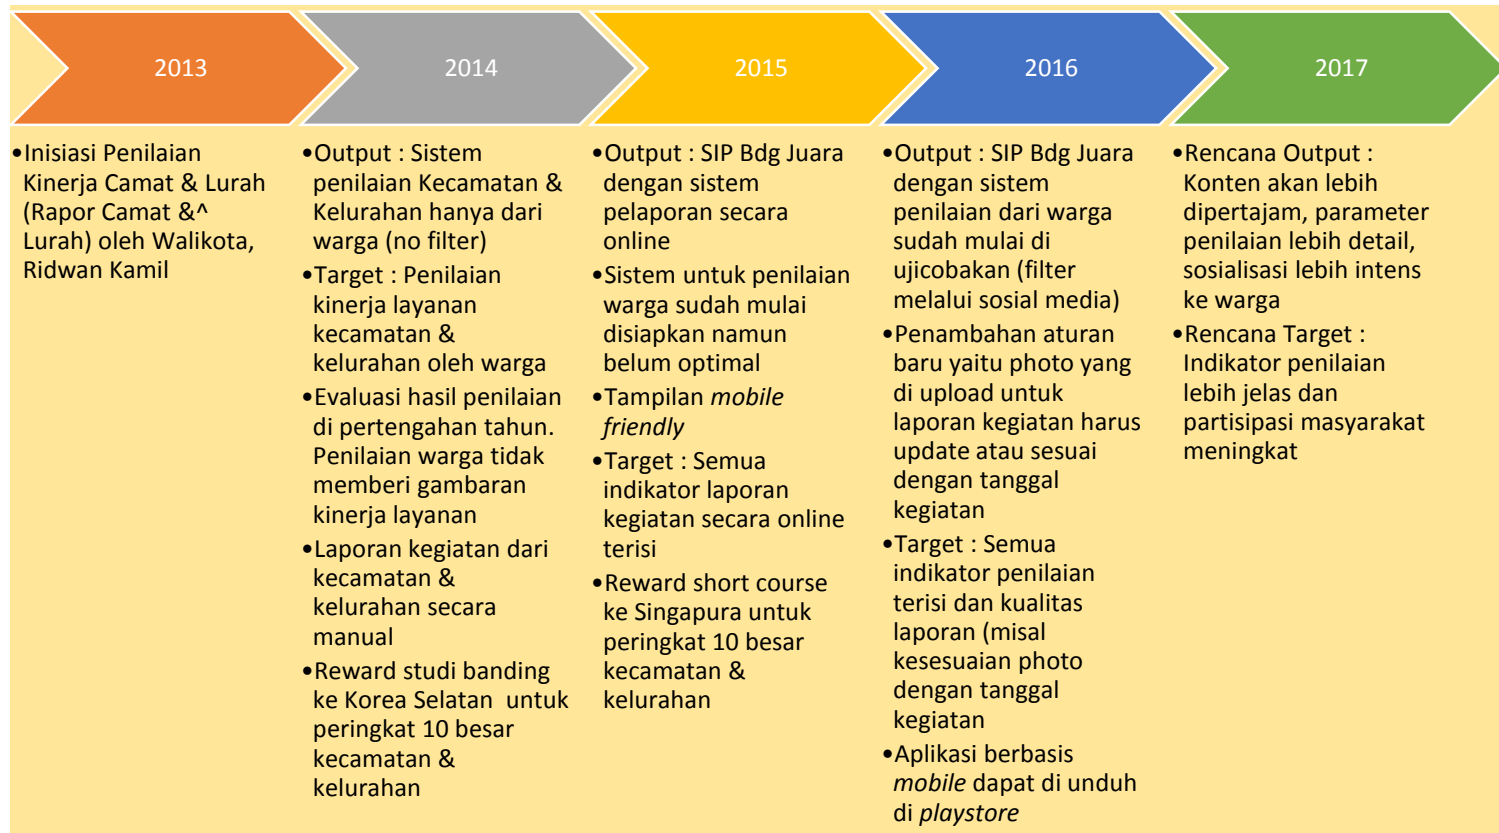 2013
2014
2015
2016
2017
•Inisiasi Penilaian
Kinerja Camat & Lurah
(Rapor Camat &^
Lurah) oleh Walikota,
Ridwan Kamil
•Output : Sistem
penilaian Kecamatan &
Kelurahan hanya dari
warga (no filter)
•Target : Penilaian
kinerja layanan
kecamatan &
kelurahan oleh warga
•Evaluasi hasil penilaian
di pertengahan tahun.
Penilaian warga tidak
memberi gambaran
kinerja layanan
•Laporan kegiatan dari
kecamatan &
kelurahan secara
manual
•Reward studi banding
ke Korea Selatan  untuk
peringkat 10 besar
kecamatan &
kelurahan
•Output : SIP Bdg Juara
dengan sistem
pelaporan secara
online
•Sistem untuk penilaian
warga sudah mulai
disiapkan namun
belum optimal
•Tampilan mobile
friendly
•Target : Semua
indikator laporan
kegiatan secara online
terisi
•Reward short course
ke Singapura untuk
peringkat 10 besar
kecamatan &
kelurahan
•Output : SIP Bdg Juara
dengan sistem
penilaian dari warga
sudah mulai di
ujicobakan (filter
melalui sosial media)
•Penambahan aturan
baru yaitu photo yang
di upload untuk
laporan kegiatan harus
update atau sesuai
dengan tanggal
kegiatan
•Target : Semua
indikator penilaian
terisi dan kualitas
laporan (misal
kesesuaian photo
dengan tanggal
kegiatan
•Aplikasi berbasis
mobile dapat di unduh
di playstore
•Rencana Output :
Konten akan lebih
dipertajam, parameter
penilaian lebih detail,
sosialisasi lebih intens
ke warga
•Rencana Target :
Indikator penilaian
lebih jelas dan
partisipasi masyarakat
meningkat